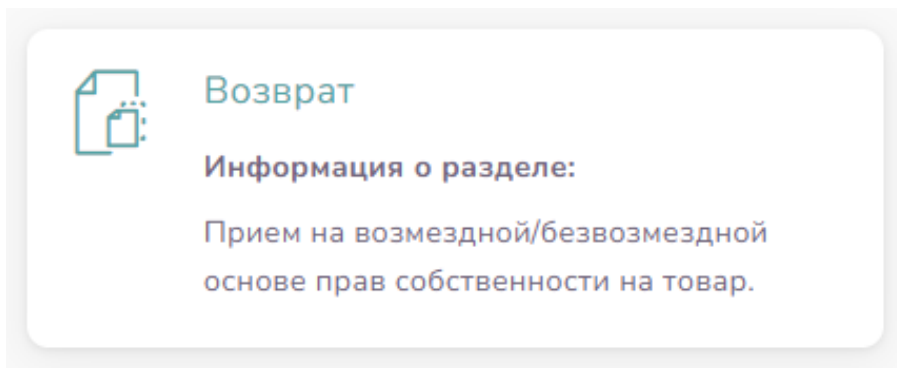 Возврат
Информация о разделе:
Прием на возмездной/безвозмездной
основе прав собственности на товар.